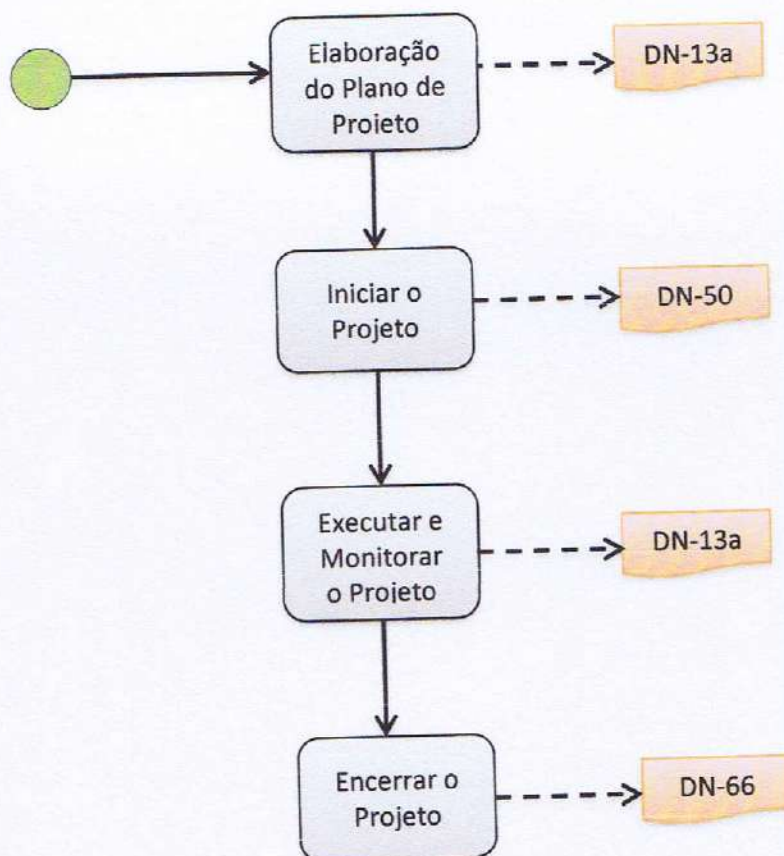 Elaboração
do Plano de
Projeto
DN-13a
Iniciar o
Projeto
DN-50
Executar e
Monitorar
o Projeto
DN-13a
Encerrar o
Projeto
DN-66